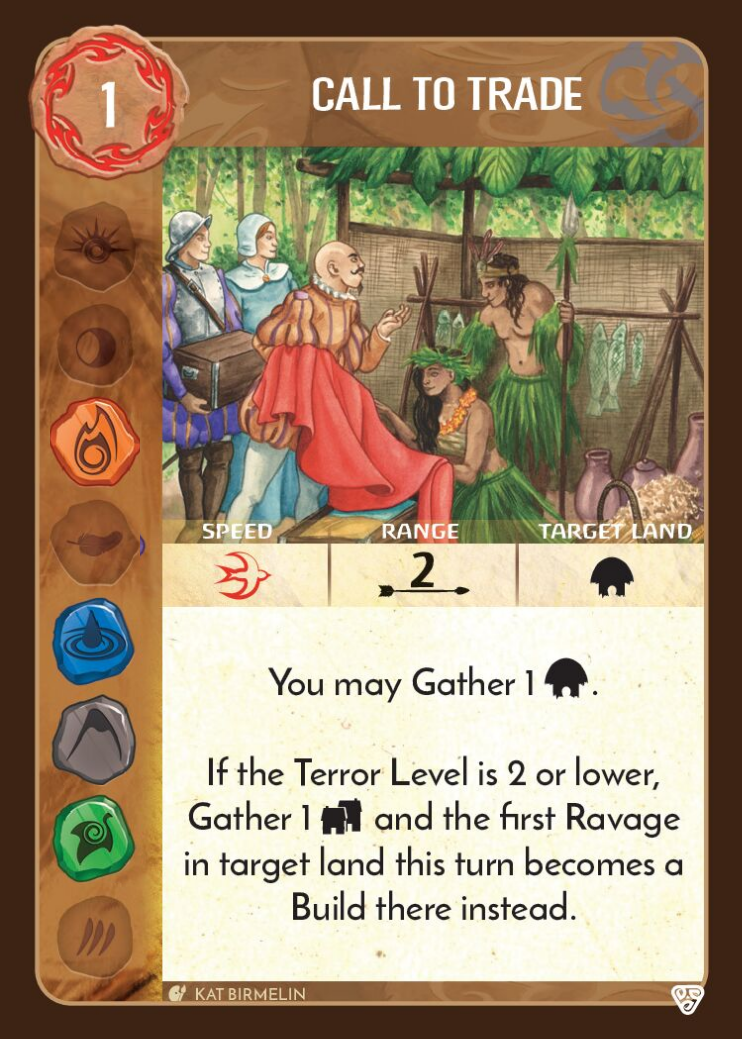 1
CALL TO TRADE
SPEED RANGE TARGET LAND
2
You may Gather 1 .
If the Terror Level is 2 or lower,
Gather 1 and the first Ravage
in target land this turn becomes a
Build there instead.
KAT BIRMELIN